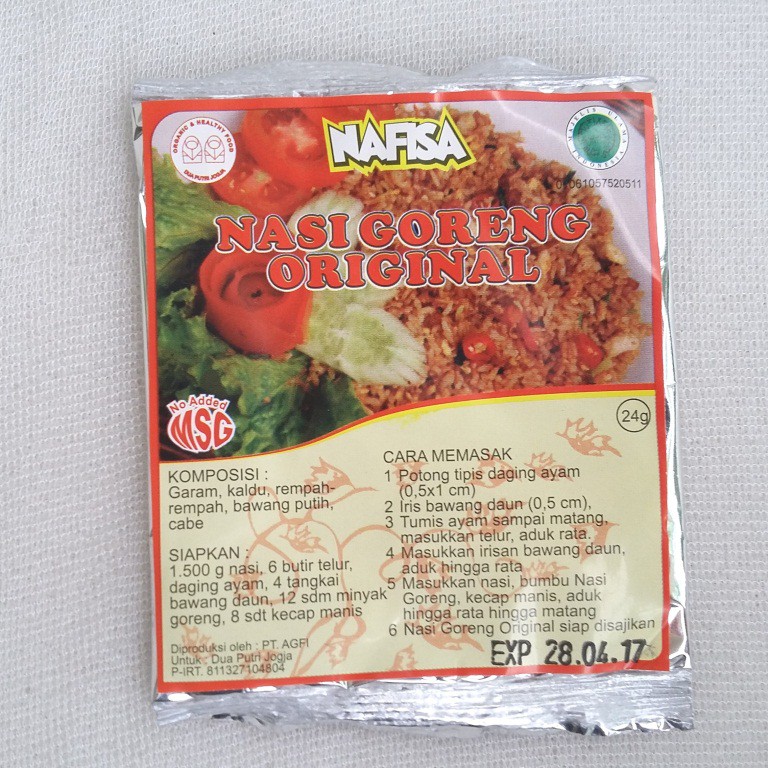 ORGANIC & HEALTHY FOOD
DUA PUTRI JOGJA
NAFISA
MAJELIS ULAMA INDONESIA
01061057520511
NASI GORENG
ORIGINAL
No Added
MSG
24g
KOMPOSISI :
Garam, kaldu, rempah-
rempah, bawang putih,
cabe
SIAPKAN :
1.500 g nasi, 6 butir telur,
daging ayam, 4 tangkai
bawang daun, 12 sdm minyak
goreng, 8 sdt kecap manis
Diproduksi oleh : PT. AGFI
Untuk : Dua Putri Jogja
P-IRT. 811327104804
CARA MEMASAK
1 Potong tipis daging ayam
(0,5x1 cm)
2 Iris bawang daun (0,5 cm),
3 Tumis ayam sampai matang,
masukkan telur, aduk rata.
4 Masukkan irisan bawang daun,
aduk hingga rata
5 Masukkan nasi, bumbu Nasi
Goreng, kecap manis, aduk
hingga rata hingga matang
6 Nasi Goreng Original siap disajikan
EXP 28.04.17